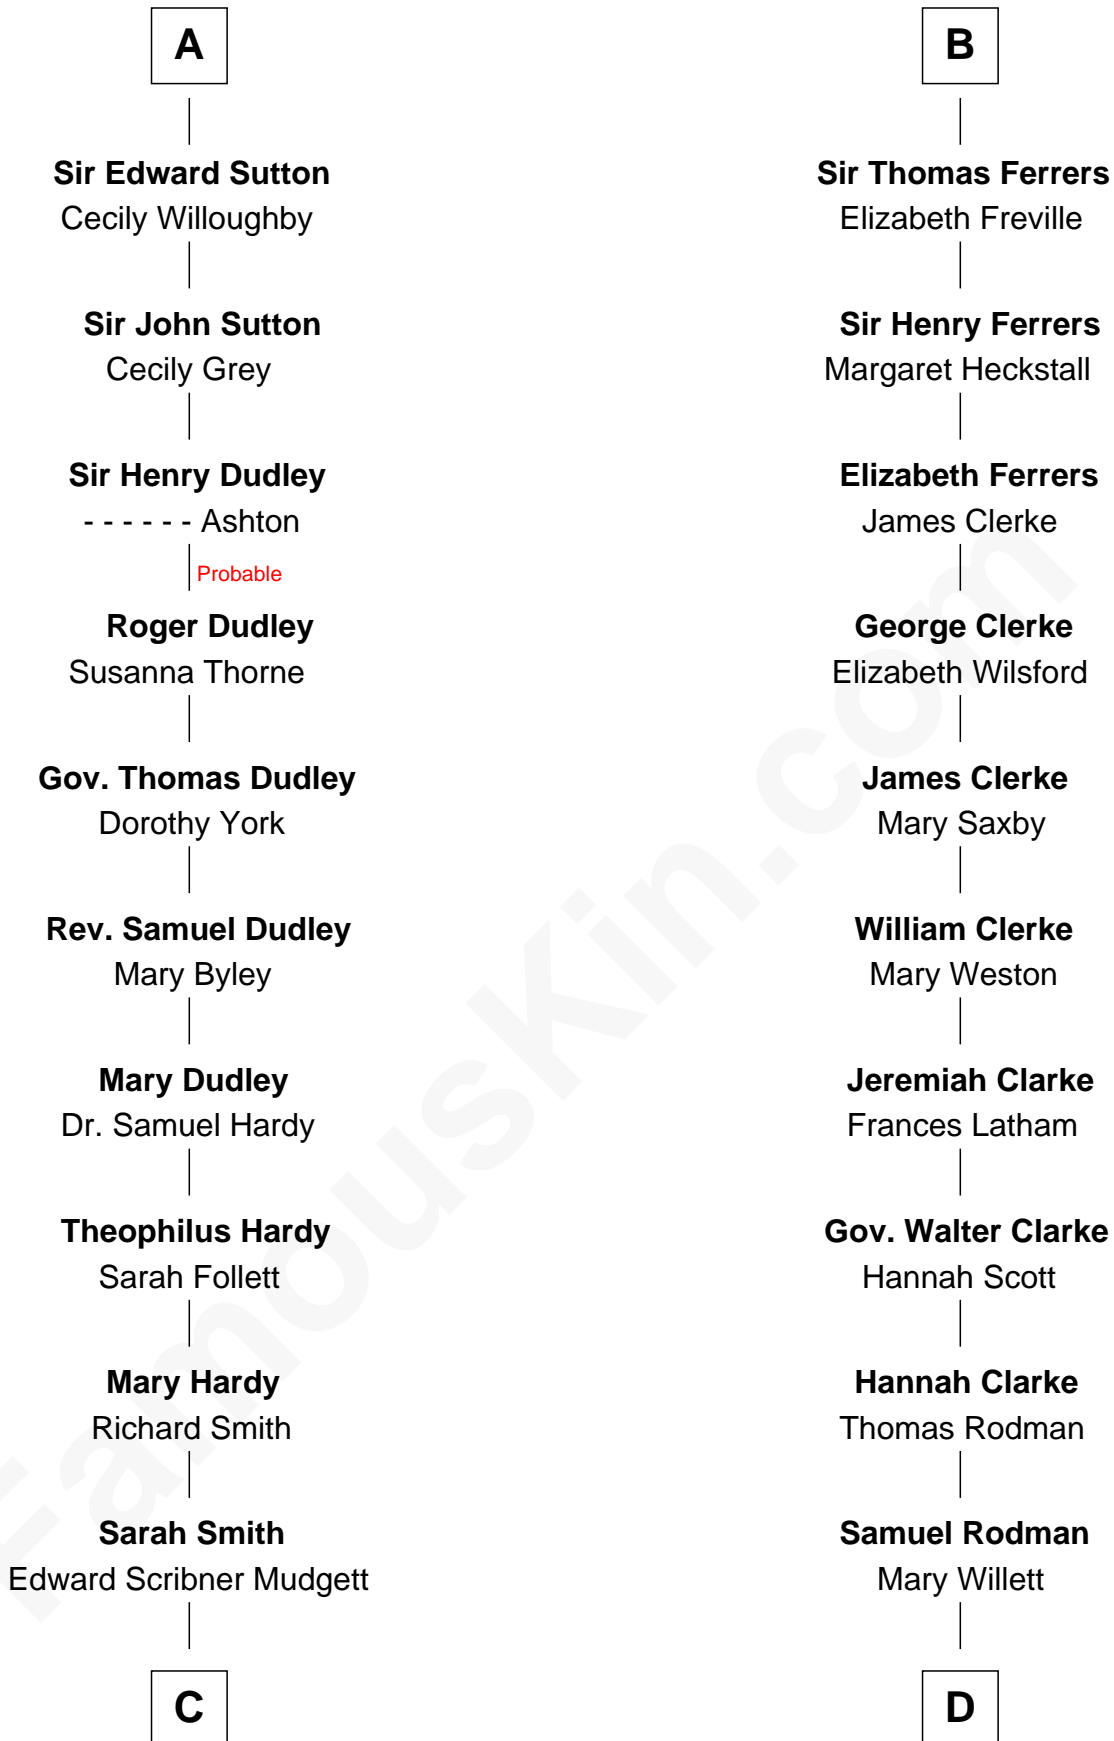 A
Sir Edward Sutton
Cecily Willoughby
Sir John Sutton
Cecily Grey
Sir Henry Dudley
- - - - - - Ashton
Probable
Roger Dudley
Susanna Thorne
Gov. Thomas Dudley
Dorothy York
Rev. Samuel Dudley
Mary Byley
Mary Dudley
Dr. Samuel Hardy
Theophilus Hardy
Sarah Follett
Mary Hardy
Richard Smith
Sarah Smith
Edward Scribner Mudgett
C
B
Sir Thomas Ferrers
Elizabeth Freville
Sir Henry Ferrers
Margaret Heckstall
Elizabeth Ferrers
James Clerke
George Clerke
Elizabeth Wilsford
James Clerke
Mary Saxby
William Clerke
Mary Weston
Jeremiah Clarke
Frances Latham
Gov. Walter Clarke
Hannah Scott
Hannah Clarke
Thomas Rodman
Samuel Rodman
Mary Willett
D
FamousKin.com